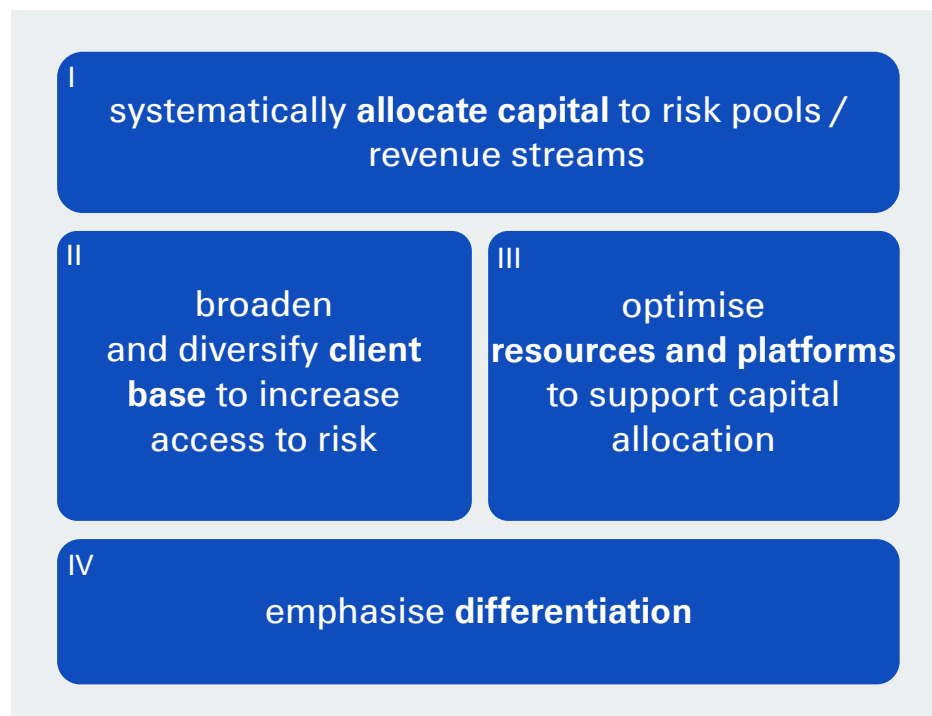 I
systematically allocate capital to risk pools /
revenue streams
II
broaden
and diversify client
base to increase
access to risk
III
optimise
resources and platforms
to support capital
allocation
IV
emphasise differentiation